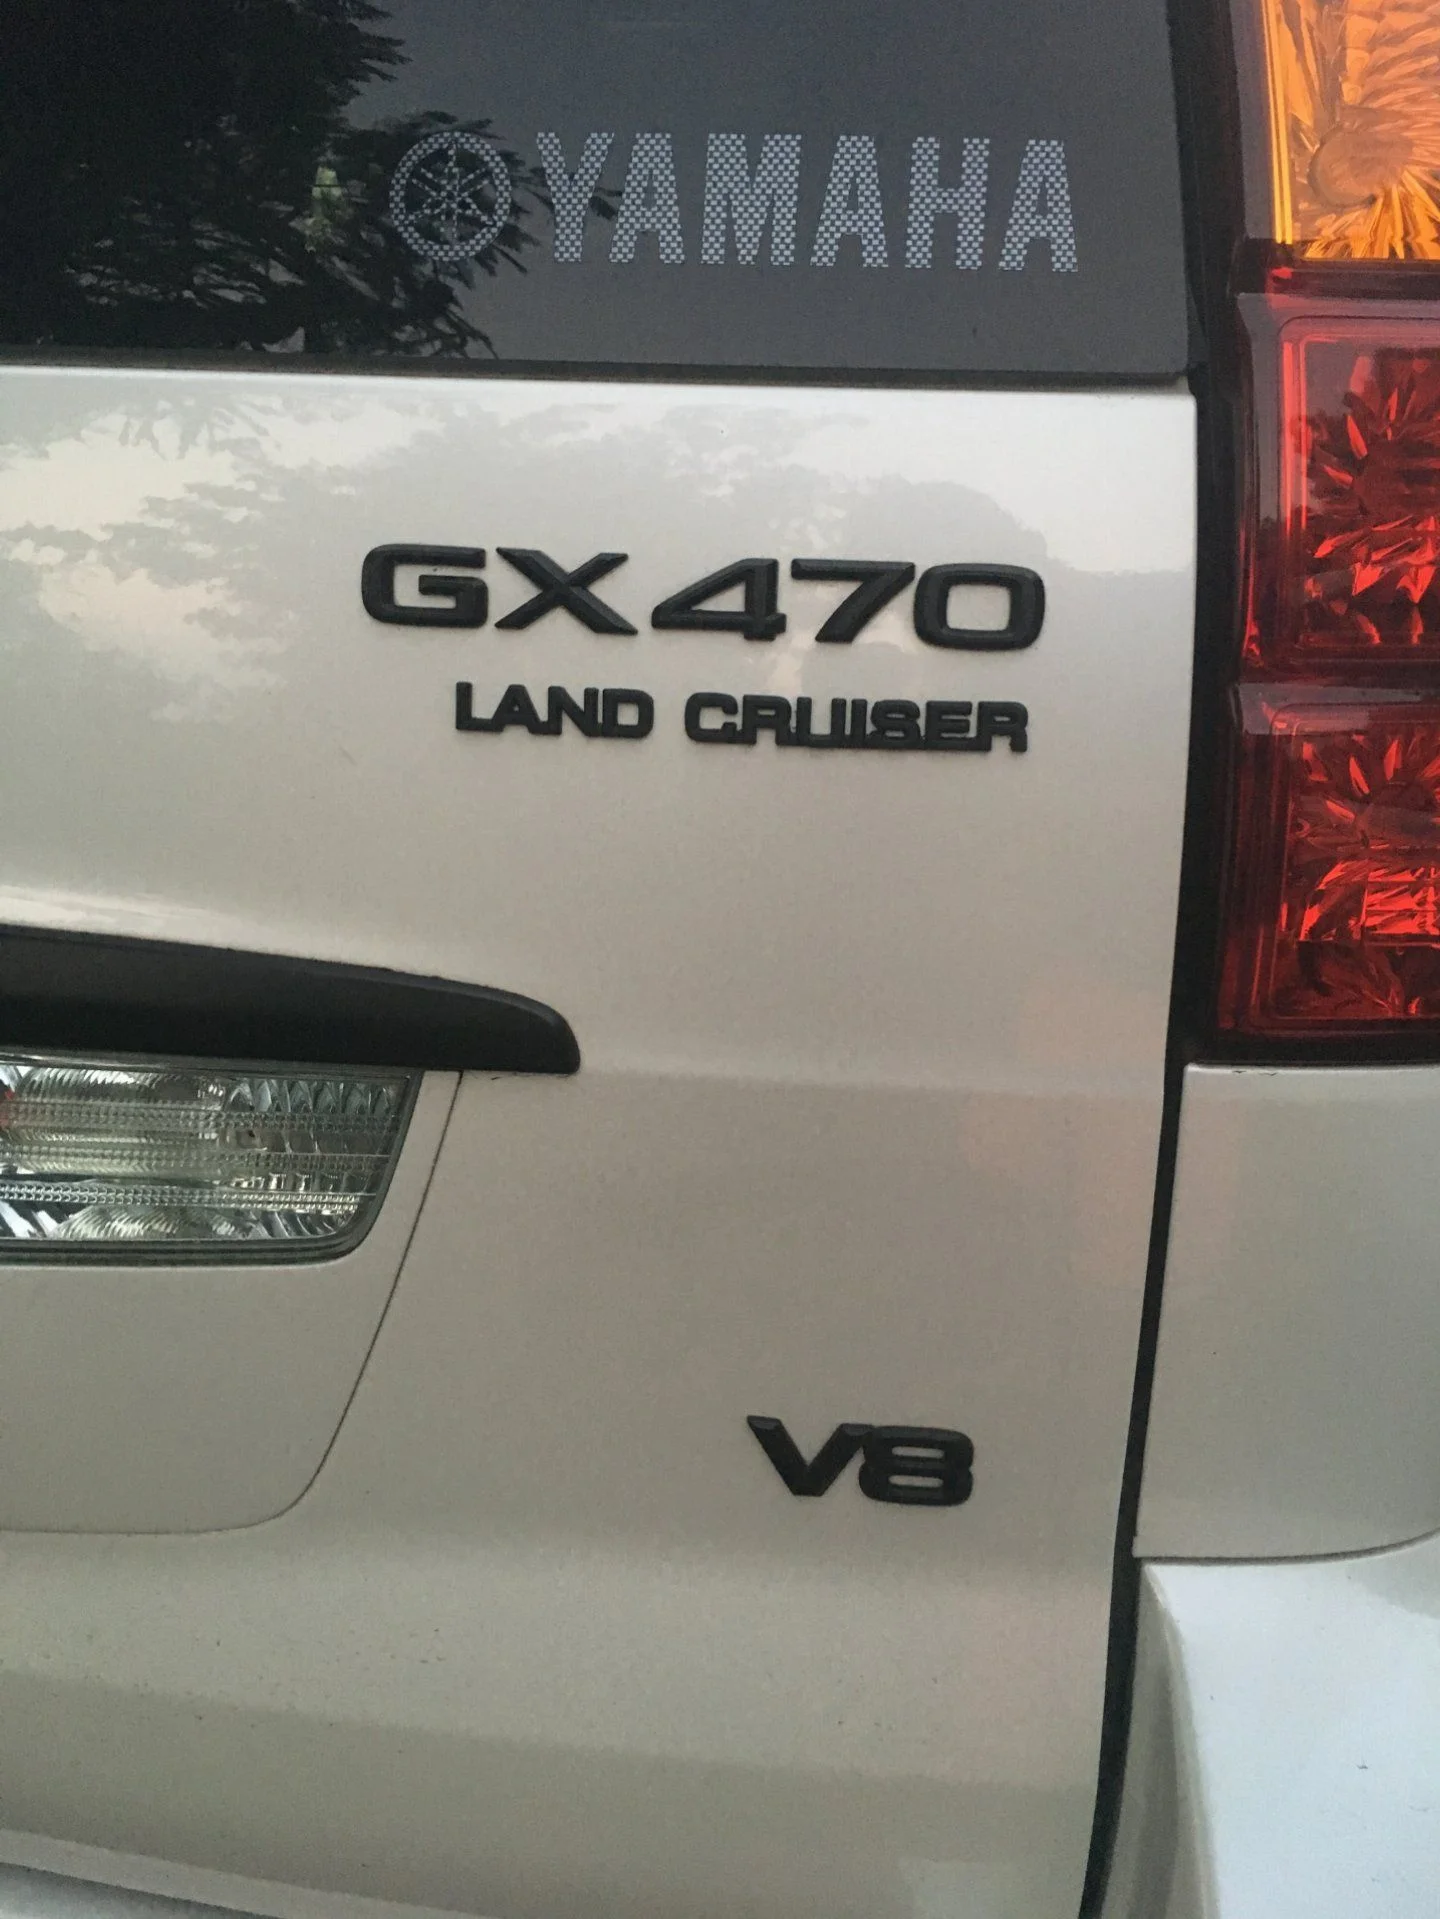 YAMAHA
GX470
LAND CRUISER
V8